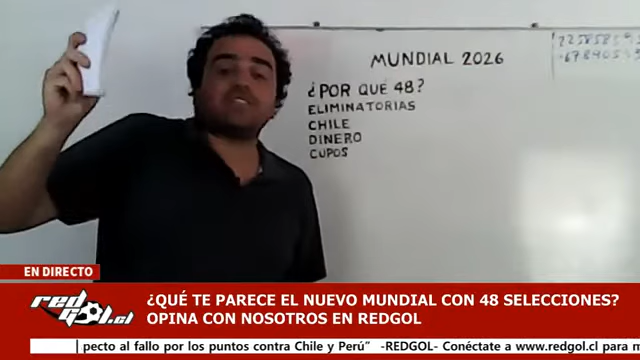 MUNDIAL 2026
¿POR QUÉ 48?
ELIMINATORIAS
CHILE
DINERO
CUPOS
EN DIRECTO
redgol.cl
¿QUÉ TE PARECE EL NUEVO MUNDIAL CON 48 SELECCIONES?
OPINA CON NOSOTROS EN REDGOL
pecto al fallo por los puntos contra Chile y Perú” -REDGOL- Conéctate a www.redgol.cl para m